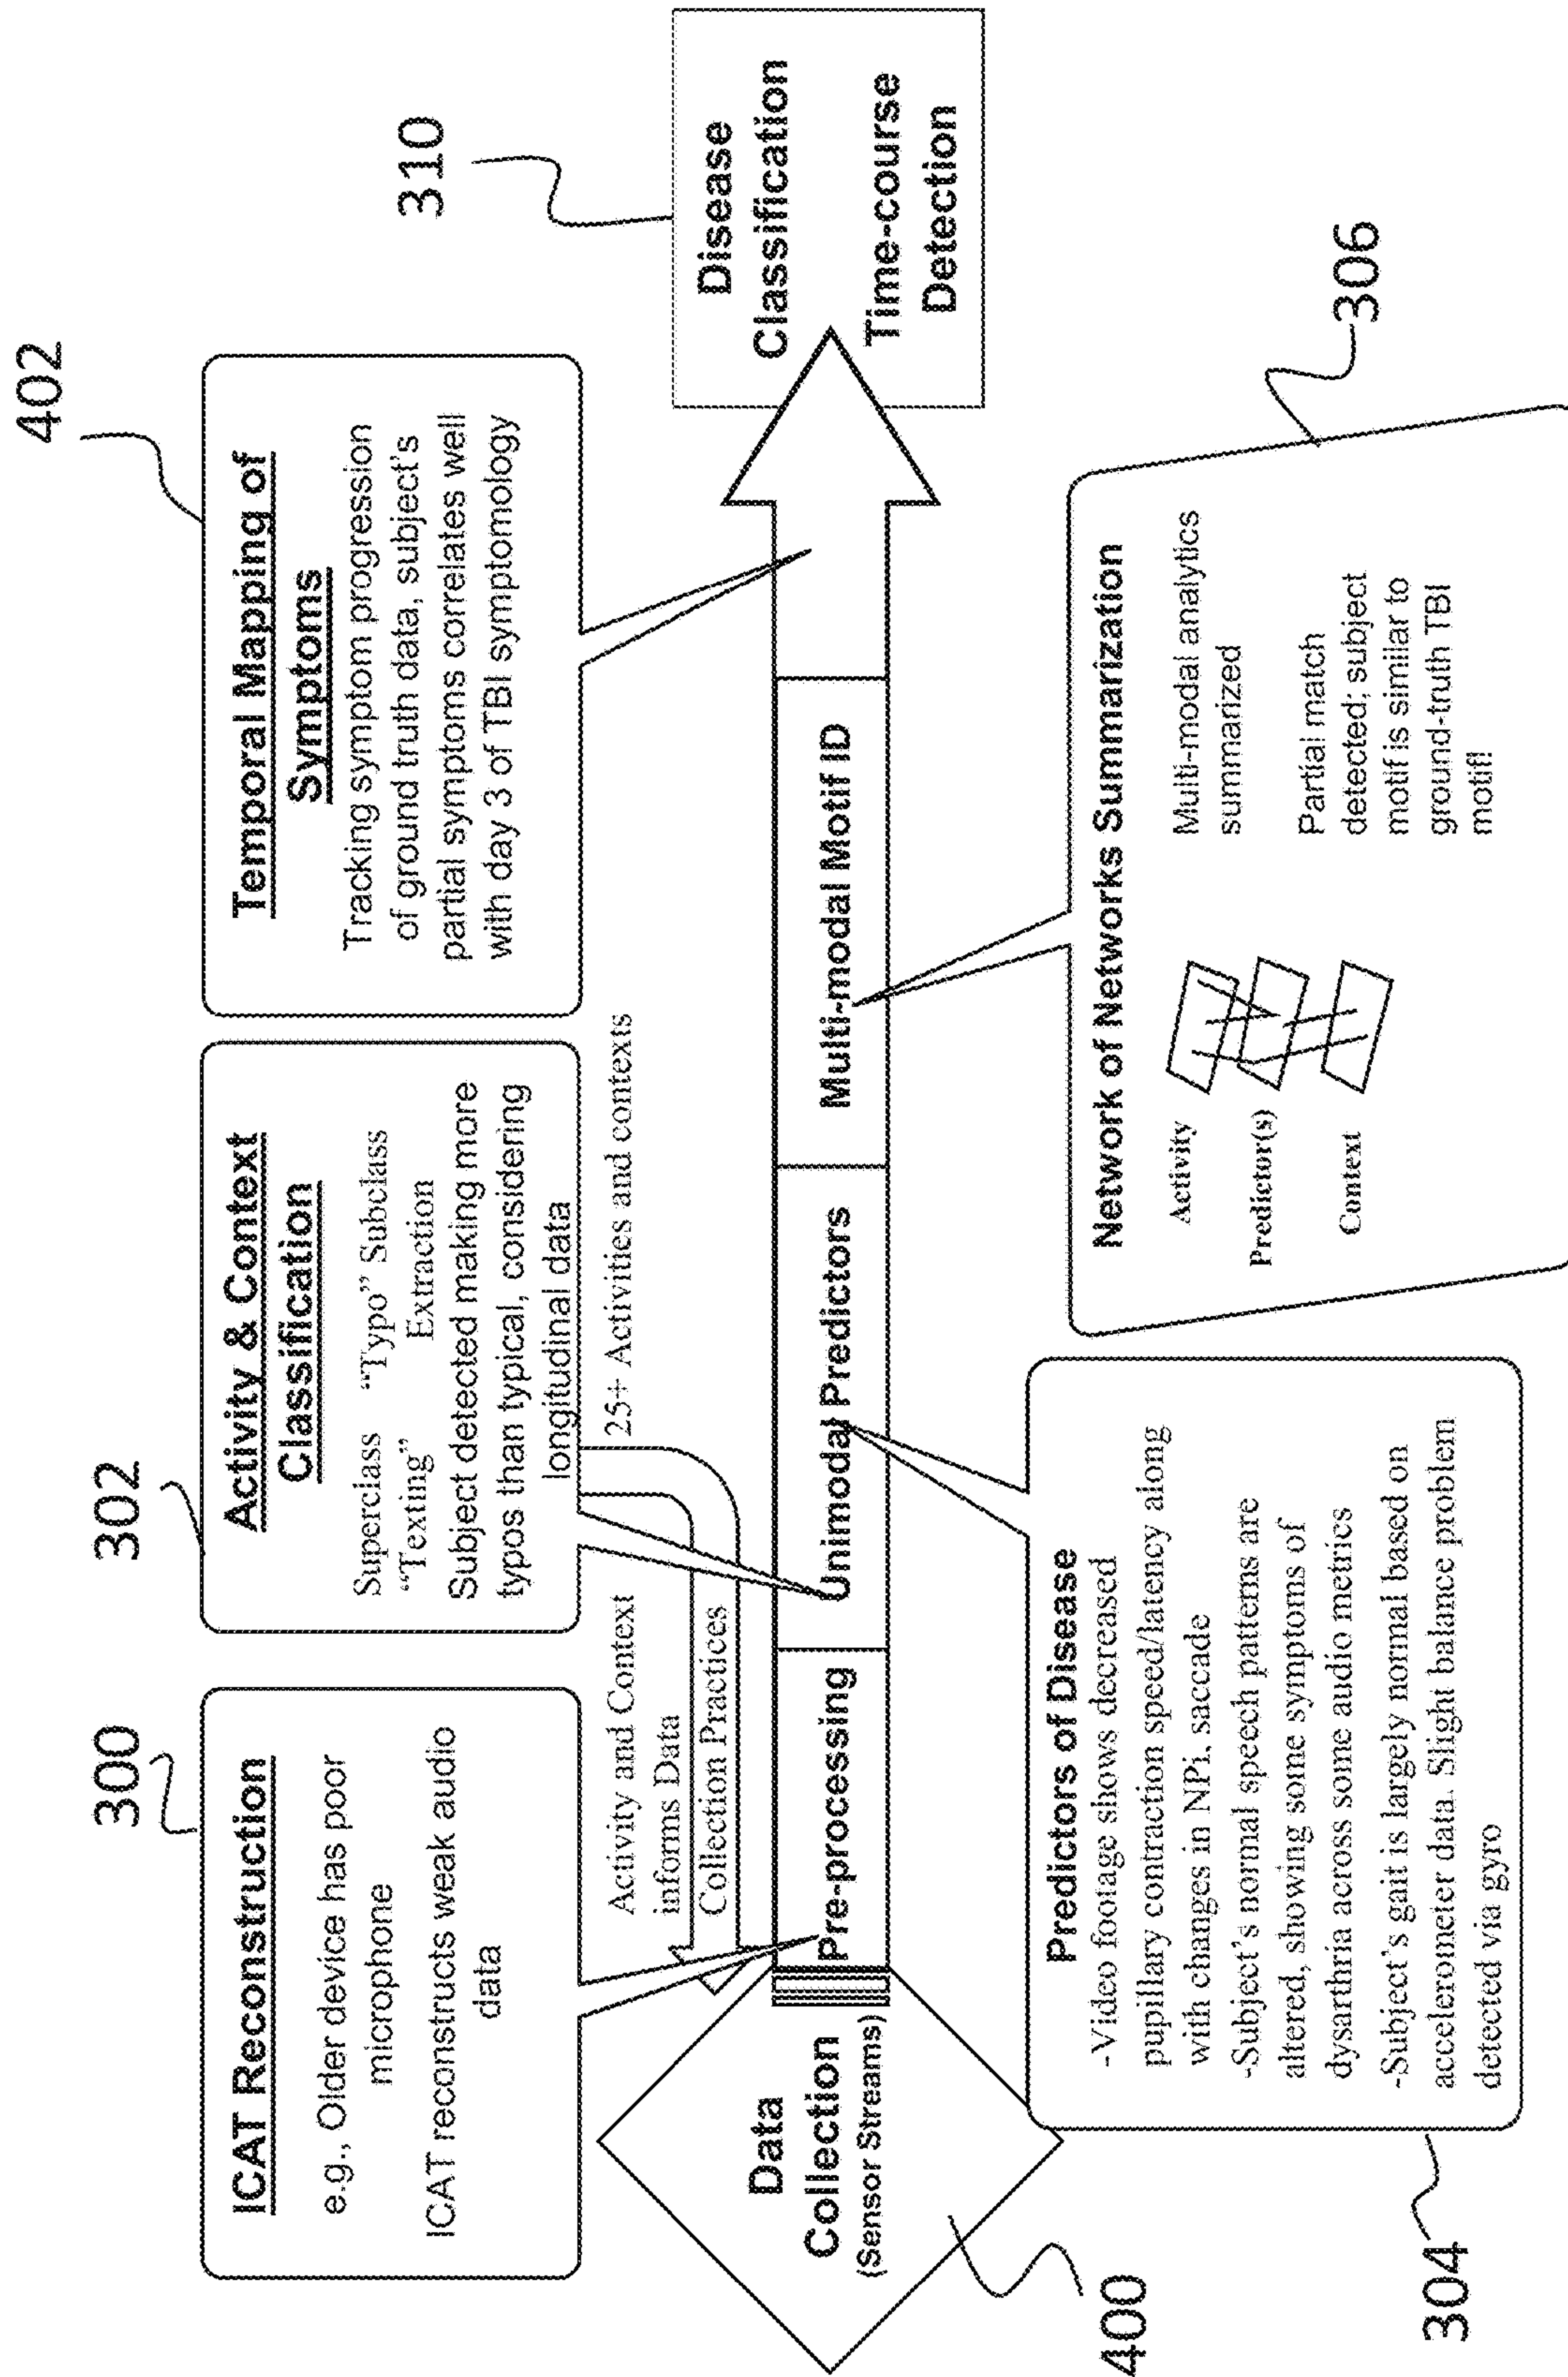 300
ICAT Reconstruction
e.g., Older device has poor
microphone
ICAT reconstructs weak audio
data
302
Activity & Context
Classification
Superclass
"Texting"
"Typo" Subclass
Extraction
Subject detected making more
typos than typical, considering
longitudinal data
402
Temporal Mapping of
Symptoms
Tracking symptom progression
of ground truth data, subject's
partial symptoms correlates well
with day 3 of TBI symptomology
Activity and Context
informs Data
Collection Practices
25+ Activities and contexts
Data
Collection
(Sensor Streams)
400
Pre-processing
Unimodal Predictors
Multi-modal Motif ID
310
Disease
Classification
Time-course
Detection
304
Predictors of Disease
-Video footage shows decreased
pupillary contraction speed/latency along
with changes in NPi, saccade
-Subject's normal speech patterns are
altered, showing some symptoms of
dysarthria across some audio metrics
-Subject's gait is largely normal based on
accelerometer data. Slight balance problem
detected via gyro
306
Network of Networks Summarization
Activity
Predictor(s)
Context
Multi-modal analytics
summarized
Partial match
detected; subject
motif is similar to
ground-truth TBI
motif!